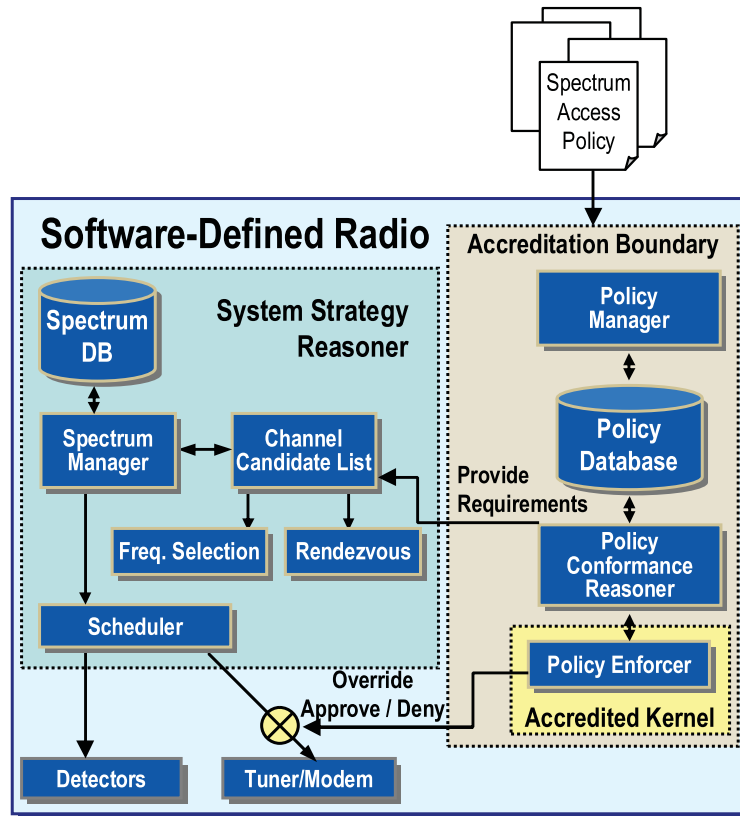 Spectrum
Access
Policy
Software-Defined Radio
Accreditation Boundary
Spectrum
DB
System Strategy
Reasoner
Policy
Manager
Spectrum
Manager
Channel
Candidate List
Policy
Database
Provide
Requirements
Freq. Selection
Rendezvous
Policy
Conformance
Reasoner
Scheduler
Policy Enforcer
Override
Approve / Deny
Accredited Kernel
Detectors
Tuner/Modem